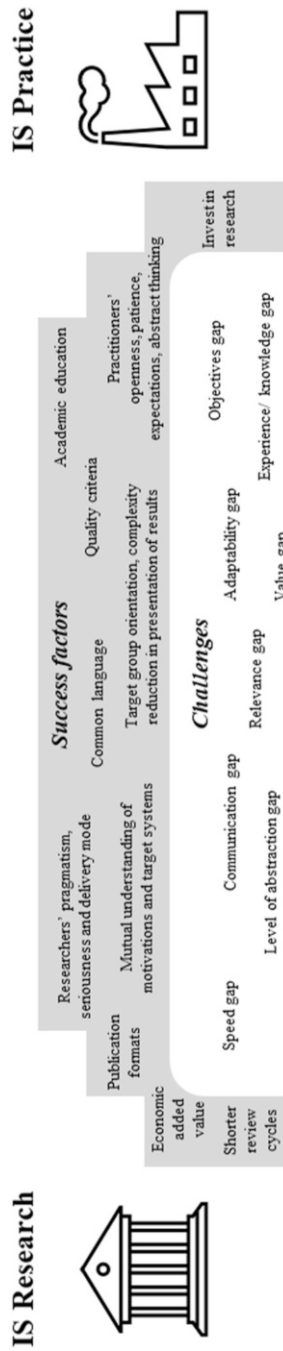 IS Research
IS Practice
Success factors
Researchers' pragmatism,
seriousness and delivery mode
Academic education
Common language
Quality criteria
Publication
formats
Mutual understanding of
motivations and target systems
Target group orientation, complexity
reduction in presentation of results
Practitioners'
openness, patience,
expectations, abstract thinking
Economic
added
value
Shorter
review
cycles
Invest in
research
Challenges
Speed gap
Communication gap
Adaptability gap
Objectives gap
Level of abstraction gap
Relevance gap
Value gap
Experience/ knowledge gap